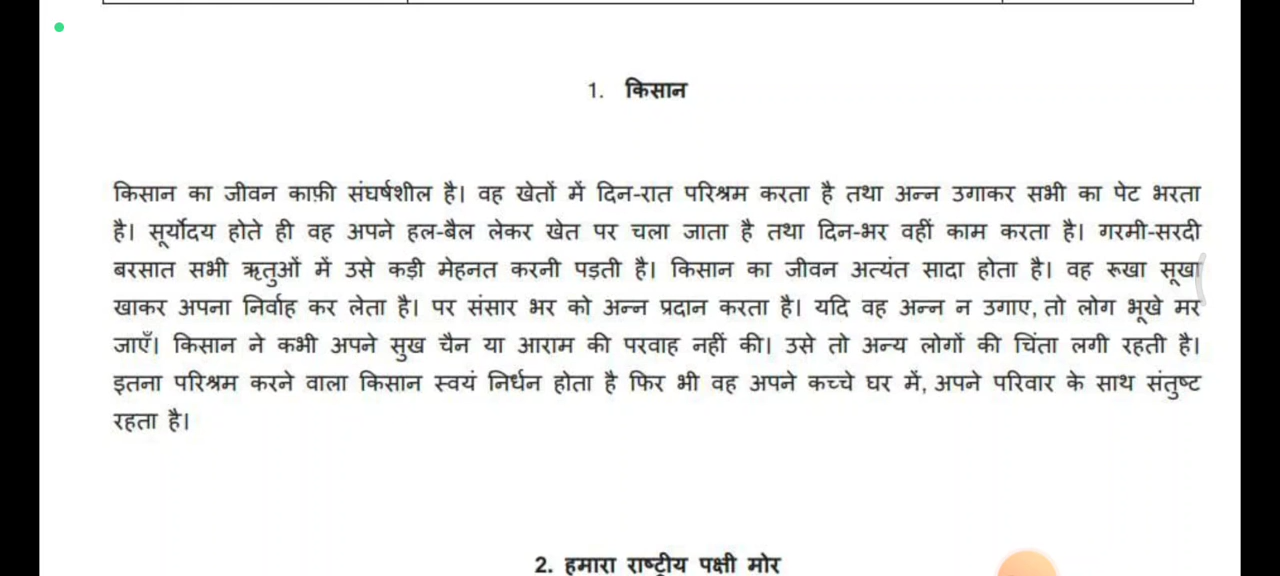 1. किसान
किसान का जीवन काफ़ी संघर्षशील है। वह खेतों में दिन-रात परिश्रम करता है तथा अन्न उगाकर सभी का पेट भरता
है। सूर्योदय होते ही वह अपने हल-बैल लेकर खेत पर चला जाता है तथा दिन-भर वहीं काम करता है। गरमी-सरदी
बरसात सभी ऋतुओं में उसे कड़ी मेहनत करनी पड़ती है। किसान का जीवन अत्यंत सादा होता है। वह रूखा सूखा
खाकर अपना निर्वाह कर लेता है। पर संसार भर को अन्न प्रदान करता है। यदि वह अन्न न उगाए, तो लोग भूखे मर
जाएँ। किसान ने कभी अपने सुख चैन या आराम की परवाह नहीं की। उसे तो अन्य लोगों की चिंता लगी रहती है।
इतना परिश्रम करने वाला किसान स्वयं निर्धन होता है फिर भी वह अपने कच्चे घर में, अपने परिवार के साथ संतुष्ट
रहता है।
2. हमारा राष्ट्रीय पक्षी मोर